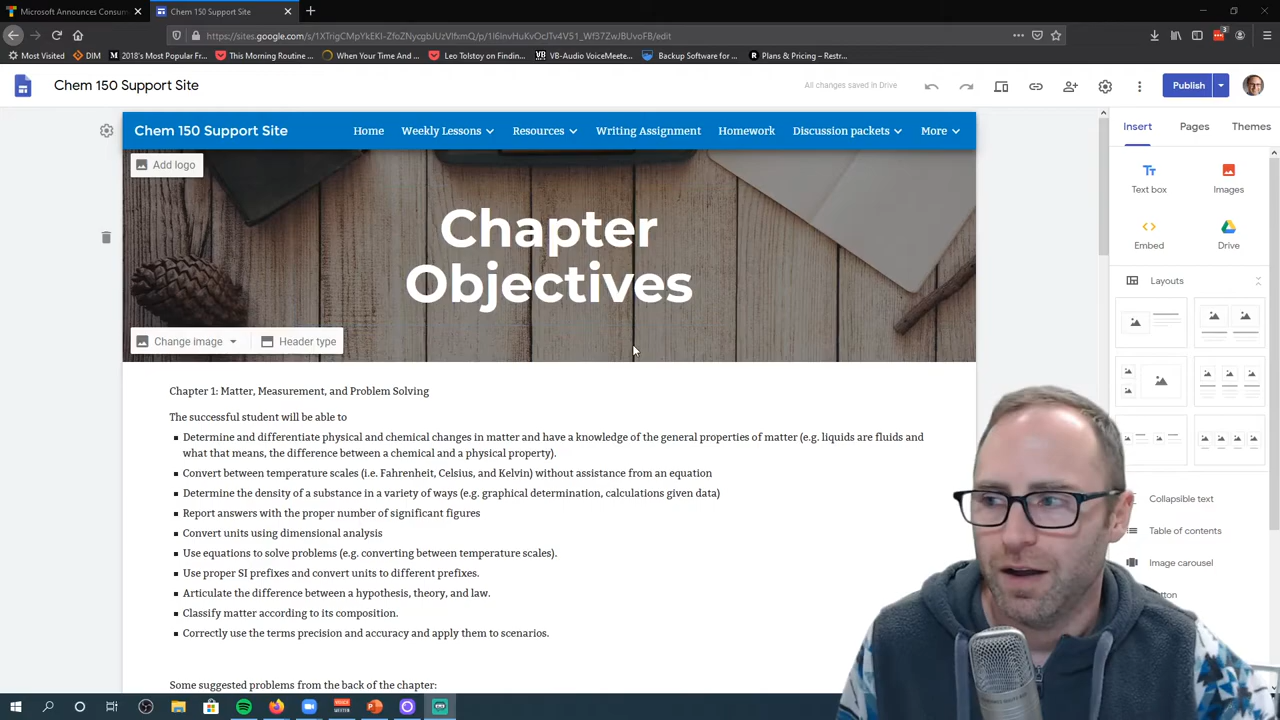 Microsoft Announces Consum
Chem 150 Support Site
https://sites.google.com/s/1XTrigCMpYkEKI-ZfoZNycgbJUzVIfxmQ/p/1I6InvHuKvOcJTv4V51_Wf37ZwJBUvoFB/edit
Most Visited
DIM
2018's Most Popular Fr...
This Morning Routine ...
When Your Time And ...
Leo Tolstoy on Findin...
VB-Audio VoiceMeete...
Backup Software for ...
Plans & Pricing – Restr...
Chem 150 Support Site
All changes saved in Drive
Publish
Chem 150 Support Site
Home
Weekly Lessons
Resources
Writing Assignment
Homework
Discussion packets
More
Insert
Pages
Themes
Add logo
Text box
Images
Chapter
Objectives
Embed
Drive
Layouts
Change image
Header type
Chapter 1: Matter, Measurement, and Problem Solving
The successful student will be able to
Determine and differentiate physical and chemical changes in matter and have a knowledge of the general properties of matter (e.g. liquids are fluids and
what that means, the difference between a chemical and a physical property).
Convert between temperature scales (i.e. Fahrenheit, Celsius, and Kelvin) without assistance from an equation
Determine the density of a substance in a variety of ways (e.g. graphical determination, calculations given data)
Report answers with the proper number of significant figures
Convert units using dimensional analysis
Use equations to solve problems (e.g. converting between temperature scales).
Use proper SI prefixes and convert units to different prefixes.
Articulate the difference between a hypothesis, theory, and law.
Classify matter according to its composition.
Correctly use the terms precision and accuracy and apply them to scenarios.
Some suggested problems from the back of the chapter:
Collapsible text
Table of contents
Image carousel